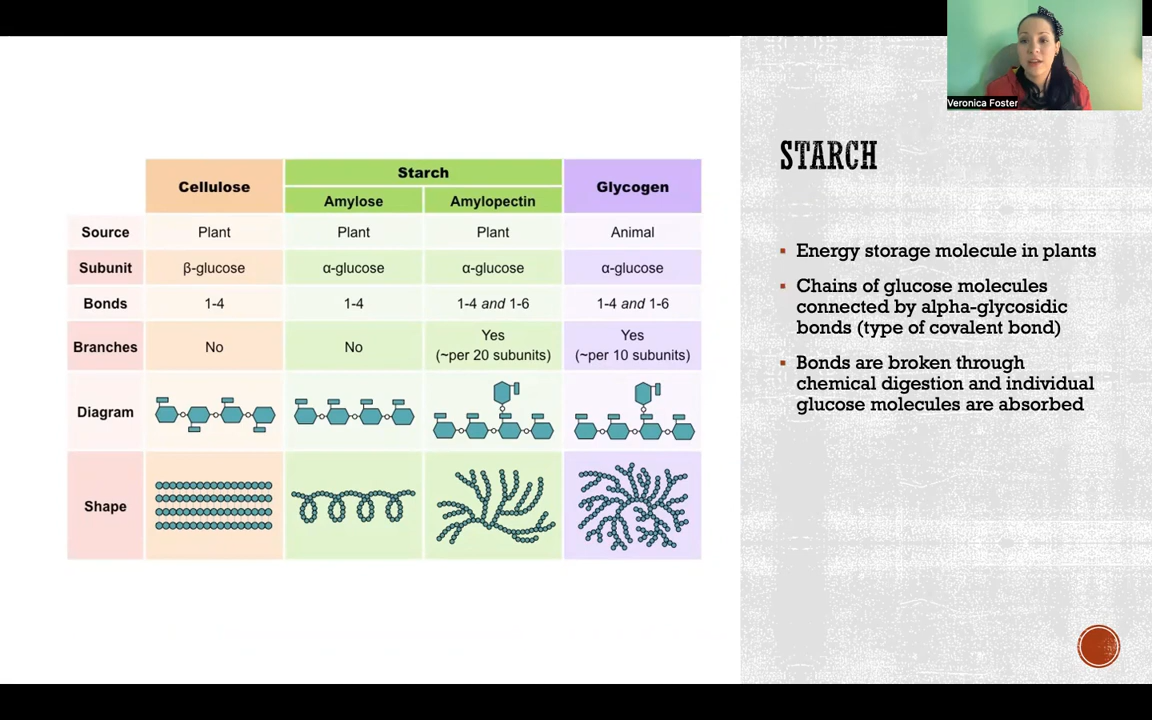 Veronica Foster
STARCH
Cellulose
Starch
Glycogen
Amylose
Amylopectin
Source
Plant
Plant
Plant
Animal
Subunit
β-glucose
α-glucose
α-glucose
α-glucose
Bonds
1-4
1-4
1-4 and 1-6
1-4 and 1-6
Branches
No
No
Yes
(~per 20 subunits)
Yes
(~per 10 subunits)
Diagram
Shape
▪ Energy storage molecule in plants
▪ Chains of glucose molecules
connected by alpha-glycosidic
bonds (type of covalent bond)
▪ Bonds are broken through
chemical digestion and individual
glucose molecules are absorbed